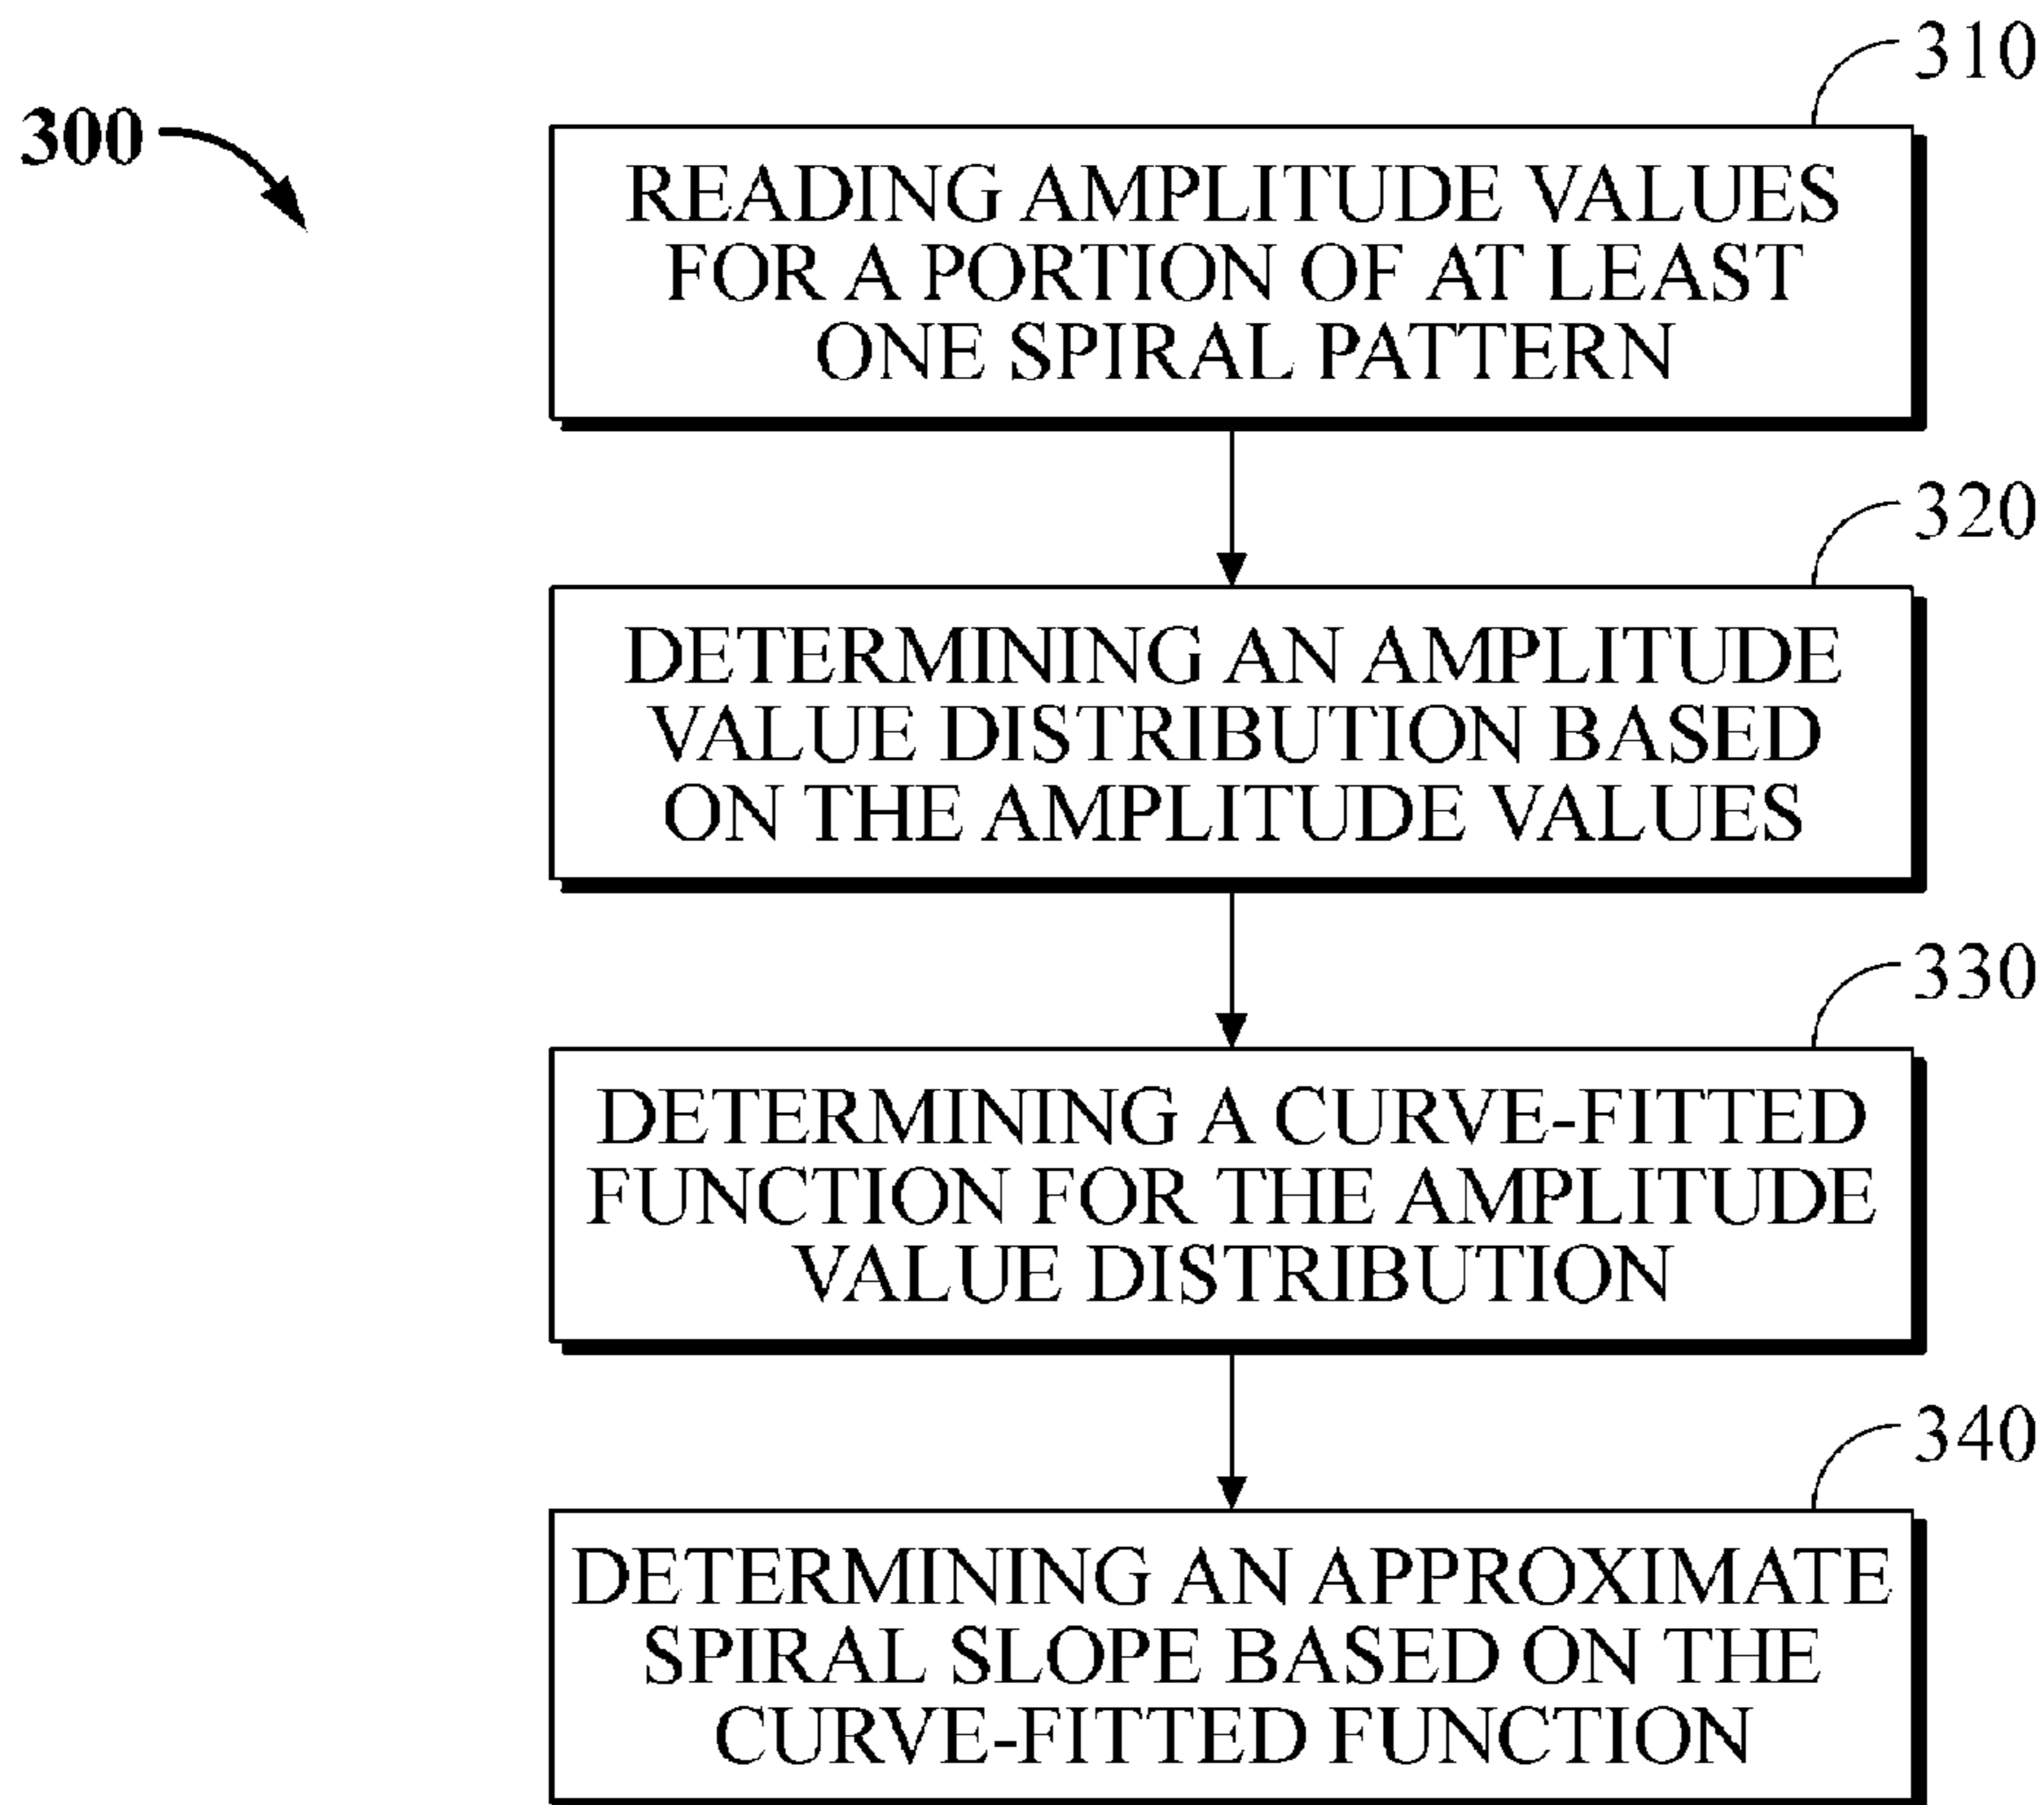 310
300
READING AMPLITUDE VALUES
FOR A PORTION OF AT LEAST
ONE SPIRAL PATTERN
320
DETERMINING AN AMPLITUDE
VALUE DISTRIBUTION BASED
ON THE AMPLITUDE VALUES
330
DETERMINING A CURVE-FITTED
FUNCTION FOR THE AMPLITUDE
VALUE DISTRIBUTION
340
DETERMINING AN APPROXIMATE
SPIRAL SLOPE BASED ON THE
CURVE-FITTED FUNCTION